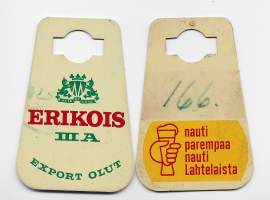 ERIKOIS
III A
EXPORT OLUT
166.
nauti
parempaa
nauti
Lahtelaista